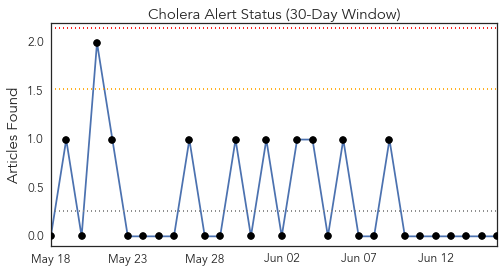 Cholera Alert Status (30-Day Window)
Articles Found
2.0
1.5
1.0
0.5
0.0
May 18 May 23 May 28 Jun 02 Jun 07 Jun 12